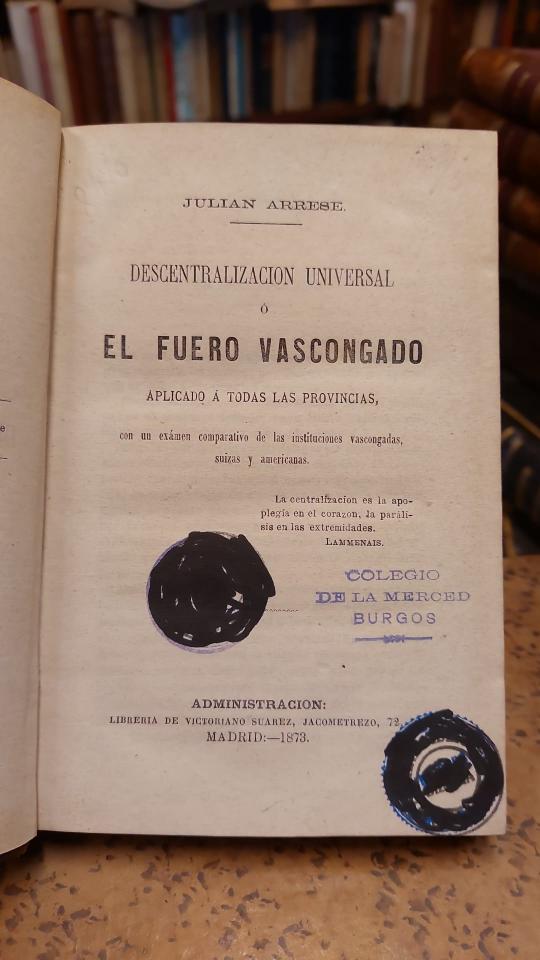 JULIAN ARRESE.
DESCENTRALIZACION UNIVERSAL
Ó
EL FUERO VASCONGADO
APLICADO Á TODAS LAS PROVINCIAS,
con un exámen comparativo de las instituciones vascongadas,
suizas y americanas.
La centralizacion es la apo-
plegía en el corazon, la paráli-
sis en las extremidades.
LAMMENAIS.
COLEGIO
DE LA MERCED
BURGOS
ADMINISTRACION:
LIBRERIA DE VICTORIANO SUAREZ, JACOMETREZO, 72,
MADRID:—1873.